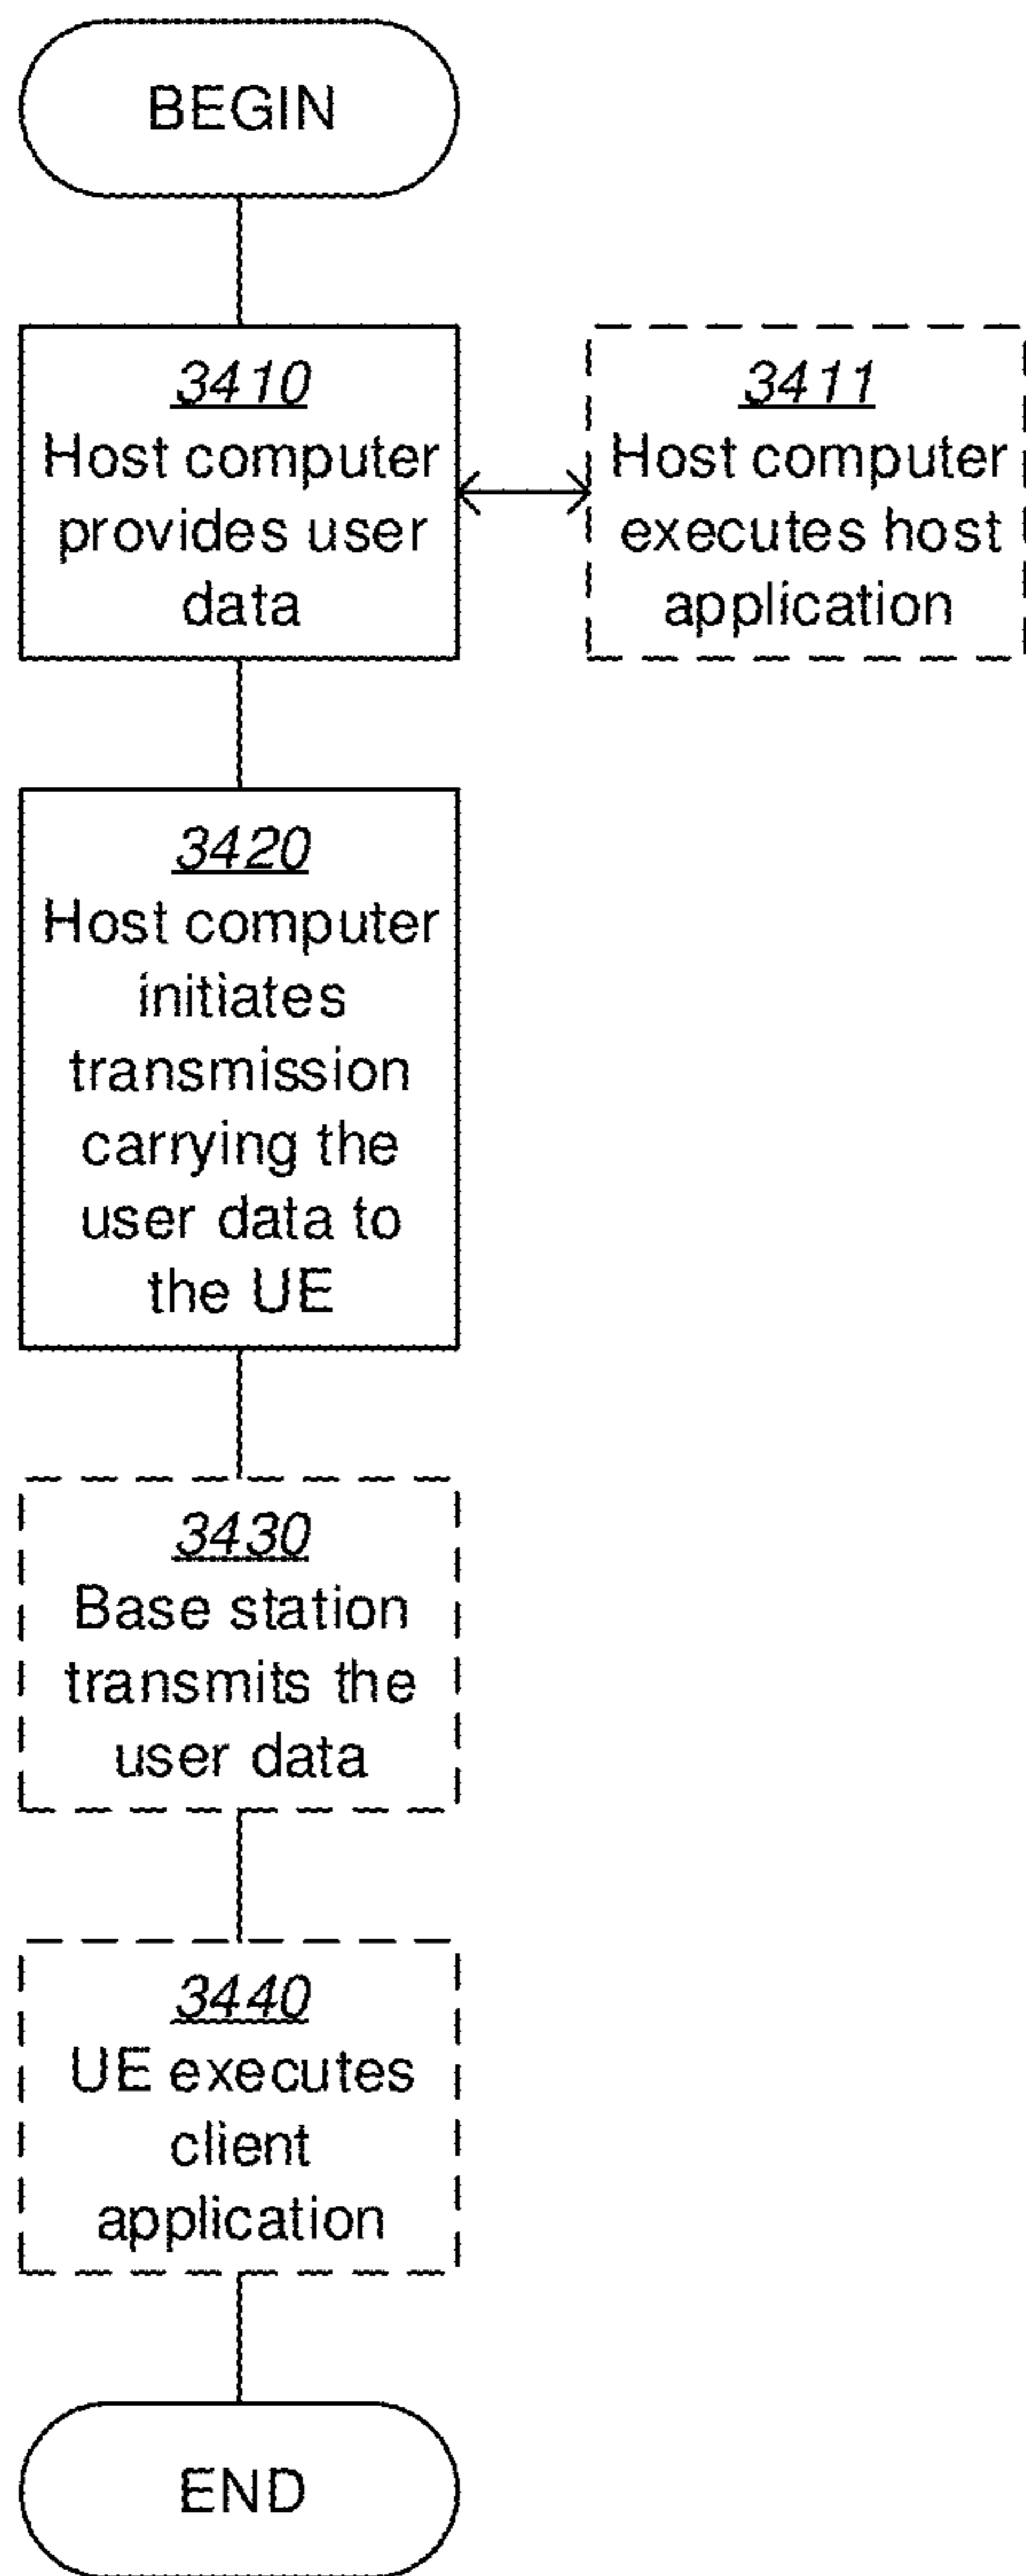 BEGIN
3410
Host computer
provides user
data
3411
Host computer
executes host
application
3420
Host computer
initiates
transmission
carrying the
user data to
the UE
3430
Base station
transmits the
user data
3440
UE executes
client
application
END